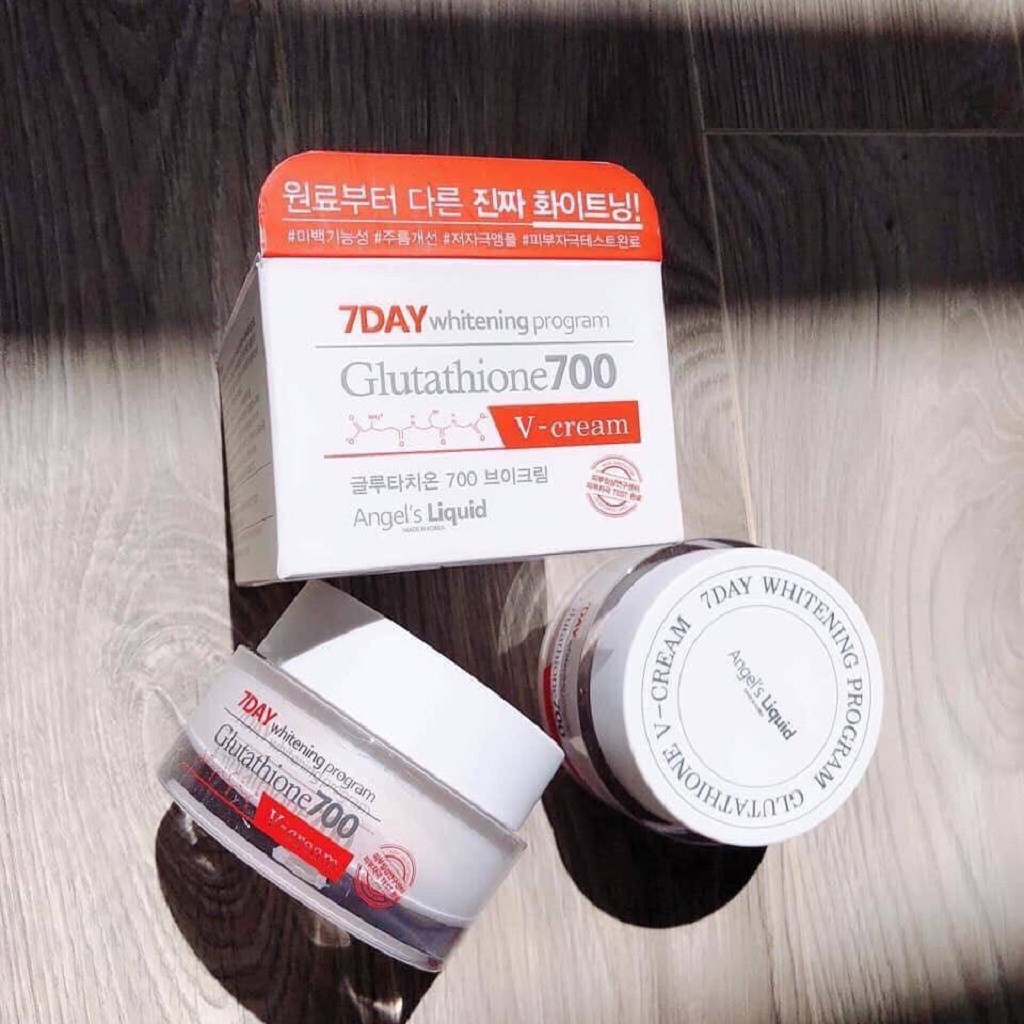 원료부터 다른 진짜 화이트닝!
#미백기능성 #주름개선 #저자극앰플 #피부자극테스트완료
7DAY whitening program
Glutathione700
V-cream
글루타치온 700 브이크림
Angel's Liquid
MADE IN KOREA
7DAY whitening program
Glutathione700
V-cream
7DAY WHITENING PROGRAM GLUTATHIONE V-CREAM
Angel's Liquid